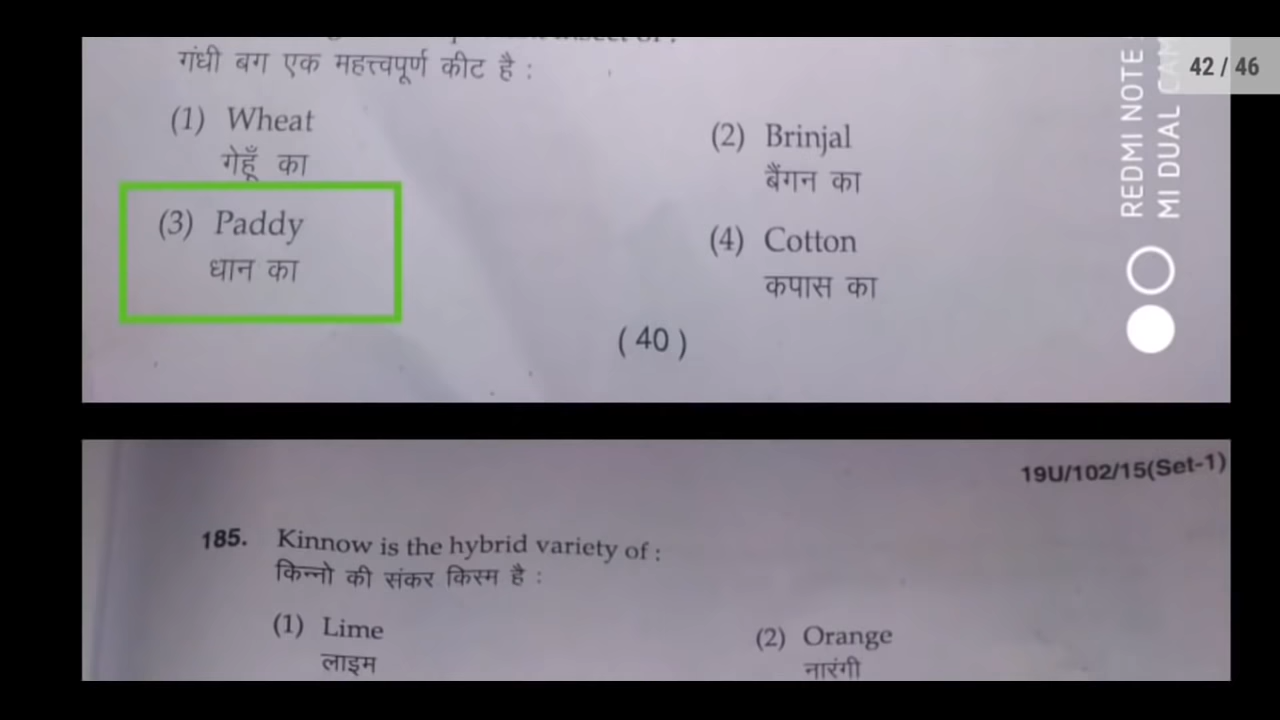 गंधी बग एक महत्त्वपूर्ण कीट है :
(1) Wheat
गेहूँ का
(2) Brinjal
बैंगन का
(3) Paddy
धान का
(4) Cotton
कपास का
( 40 )
REDMI NOTE
MI DUAL CAM
42 / 46
19U/102/15(Set-1)
185. Kinnow is the hybrid variety of :
किन्नो की संकर किस्म है :
(1) Lime
लाइम
(2) Orange
नारंगी